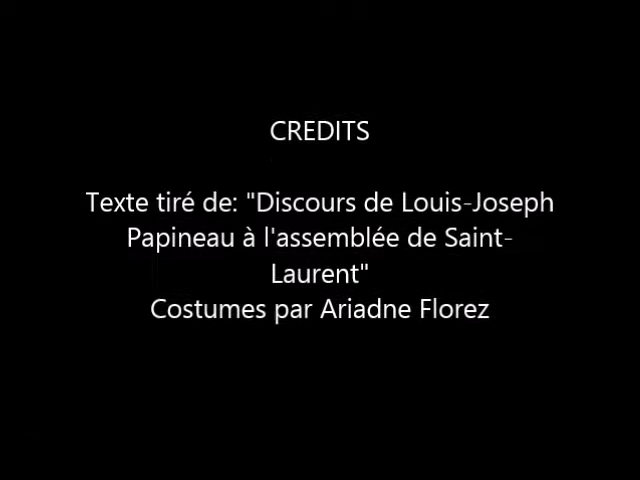 CREDITS
Texte tiré de: "Discours de Louis-Joseph
Papineau à l'assemblée de Saint-
Laurent"
Costumes par Ariadne Florez